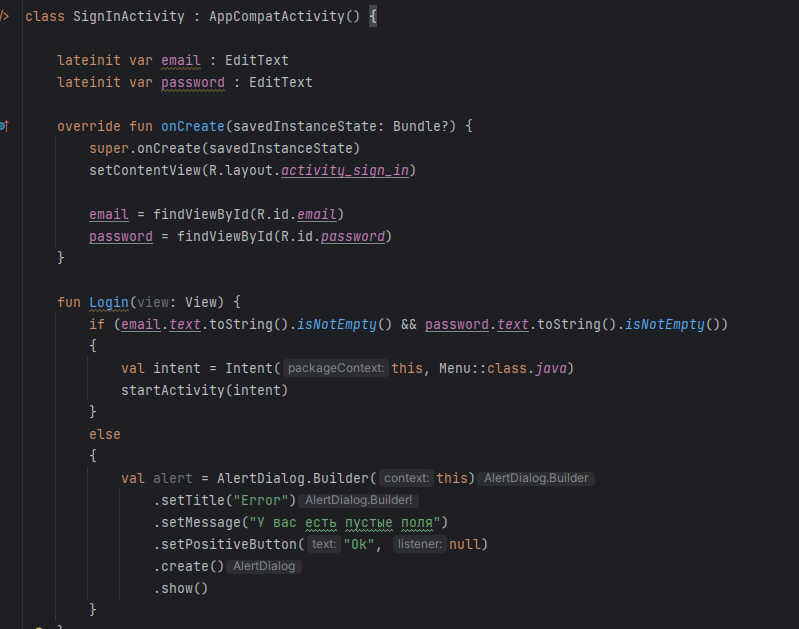 class SignInActivity : AppCompatActivity() {
lateinit var email : EditText
lateinit var password : EditText
override fun onCreate(savedInstanceState: Bundle?) {
super.onCreate(savedInstanceState)
setContentView(R.layout.activity_sign_in)
email = findViewById(R.id.email)
password = findViewById(R.id.password)
}
fun Login(view: View) {
if (email.text.toString().isNotEmpty() && password.text.toString().isNotEmpty())
{
val intent = Intent( packageContext: this, Menu::class.java)
startActivity(intent)
}
else
{
val alert = AlertDialog.Builder( context: this) AlertDialog.Builder
.setTitle("Error") AlertDialog.Builder!
.setMessage("У вас есть пустые поля")
.setPositiveButton( text: "Ok", listener: null)
.create() AlertDialog
.show()
}
}